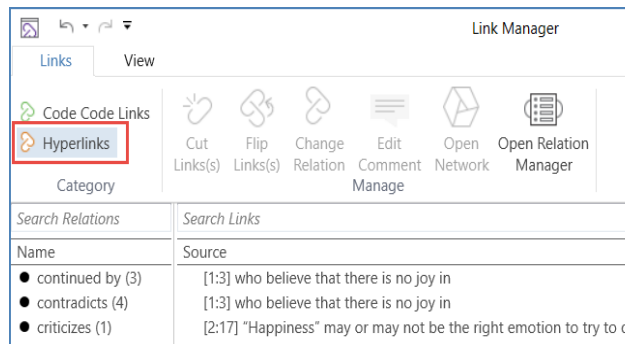 Link Manager
Links View
Code Code Links
Hyperlinks
Category
Cut Links(s)
Flip Links(s)
Change Relation
Edit Comment
Open Network
Open Relation Manager
Manage
Search Relations
Search Links
Name
Source
continued by (3)
[1:3] who believe that there is no joy in
contradicts (4)
[1:3] who believe that there is no joy in
criticizes (1)
[2:17] “Happiness” may or may not be the right emotion to try to